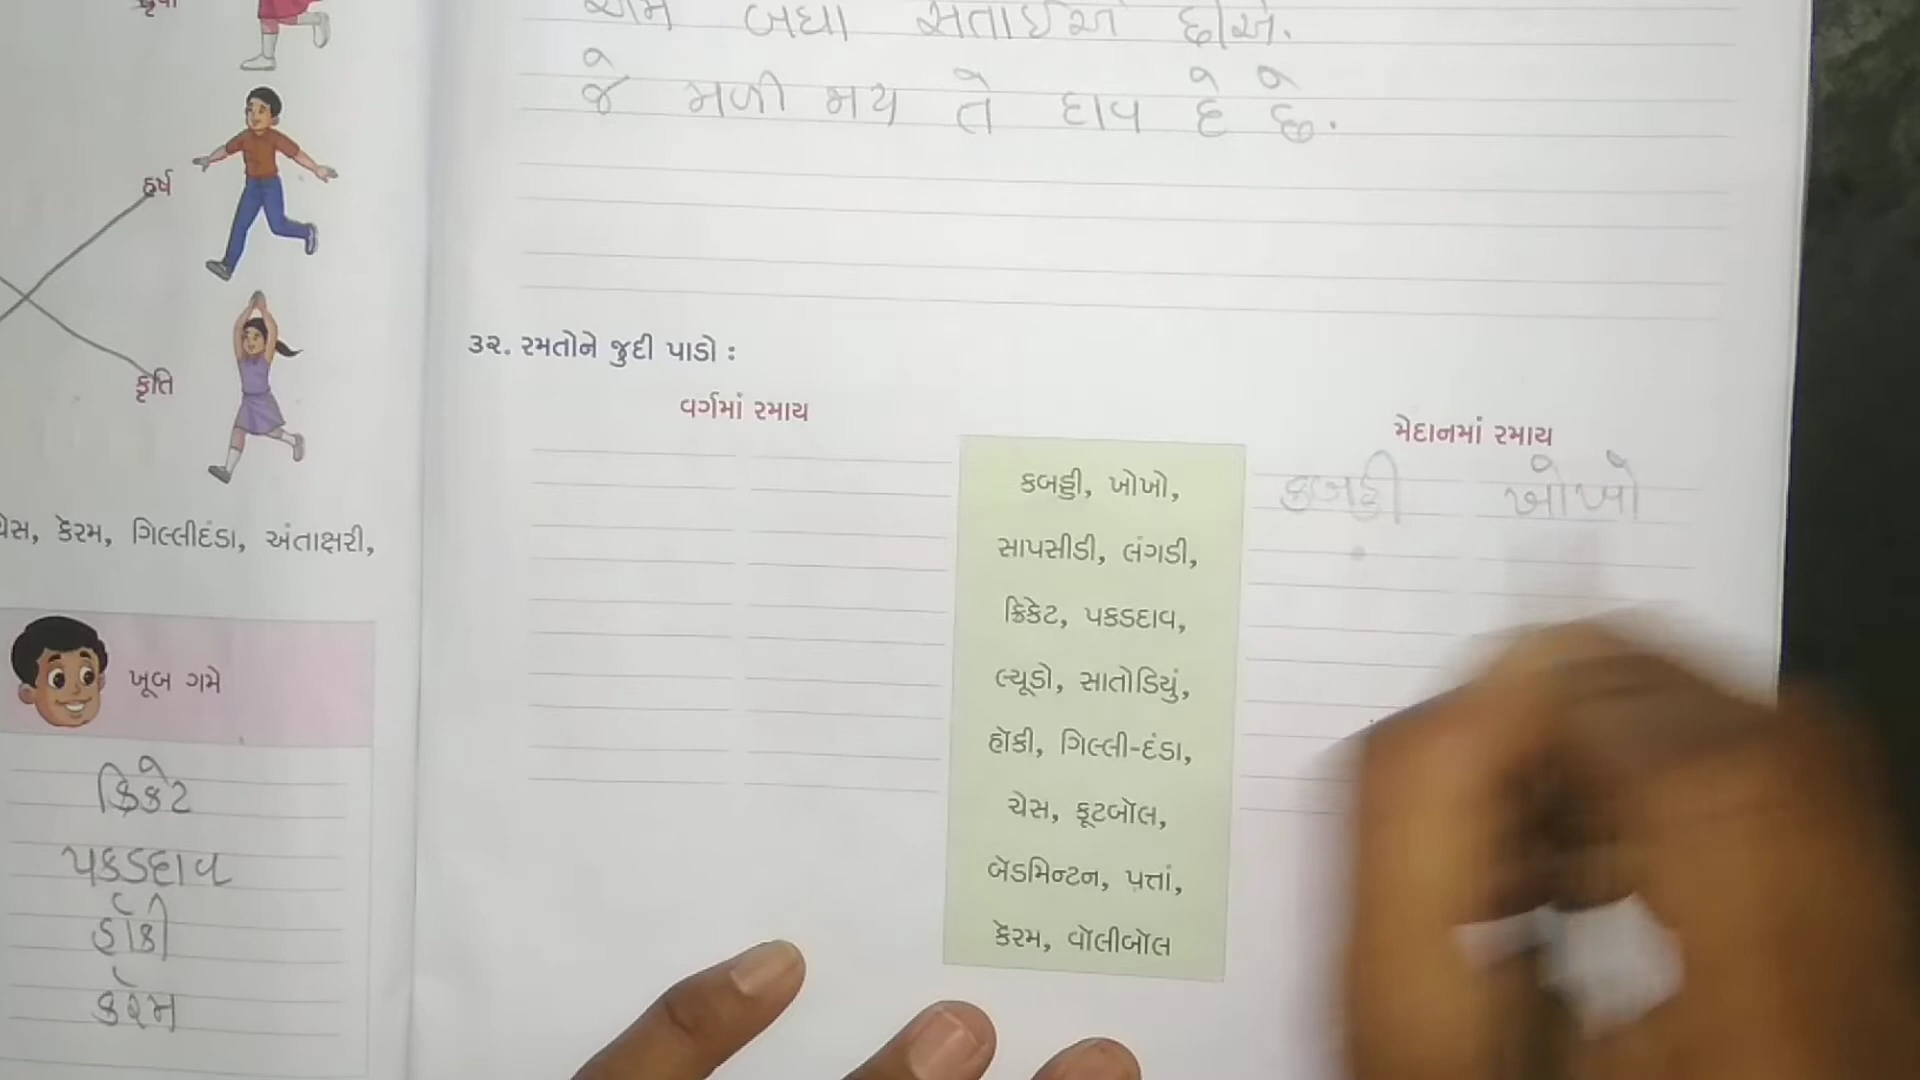 હર્ષ
કૃતિ
કેરમ, ગિલ્લીદંડા, અંતાક્ષરી,
ખૂબ ગમે
ક્રિકેટ
પકડદાવ
હૉકી
કૅરમ
બધા સંતાઈએ છીએ.
જે મળી જાય તે દાવ દે છે.
૩૨. રમતોને જુદી પાડો :
વર્ગમાં રમાય
કબડ્ડી, ખોખો,
સાપસીડી, લંગડી,
ક્રિકેટ, પકડદાવ,
લ્યૂડો, સાતોડિયું,
હૉકી, ગિલ્લી-દંડા,
ચેસ, ફૂટબૉલ,
બૅડમિન્ટન, પત્તાં,
કૅરમ, વૉલીબૉલ
મેદાનમાં રમાય
કબડ્ડી ખોખો